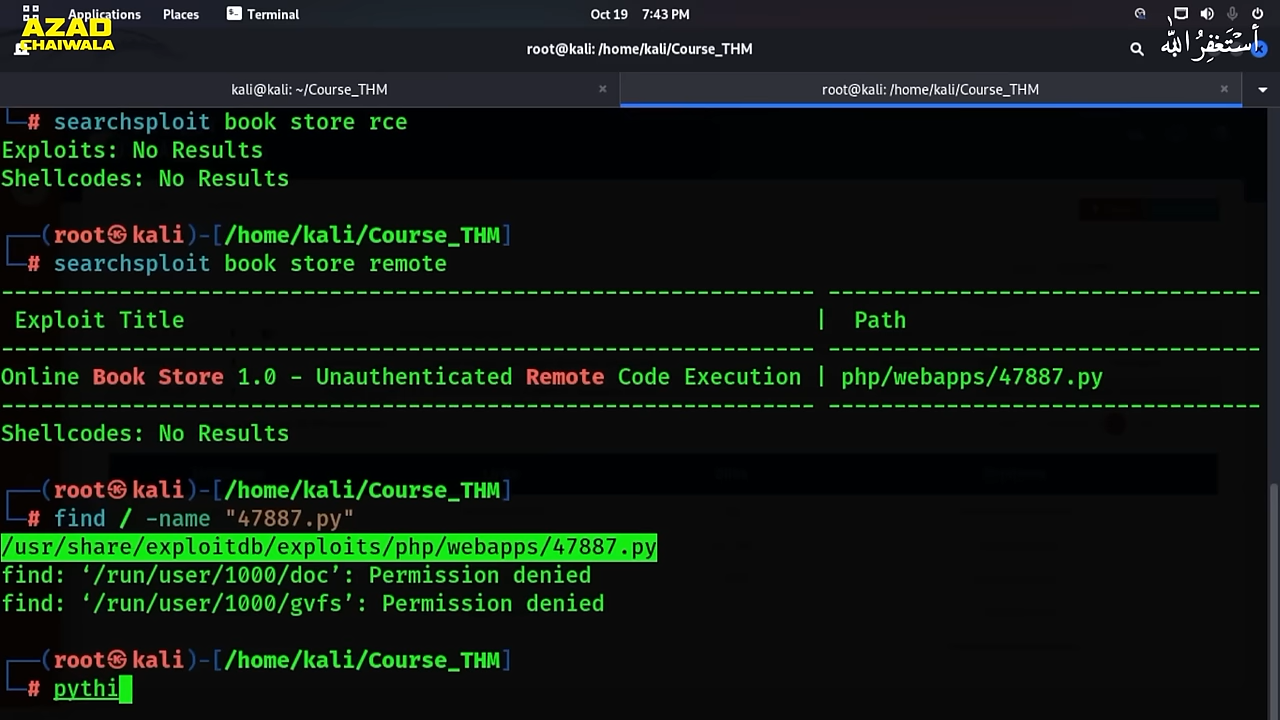 Applications Places Terminal Oct 19 7:43 PM
AZAD
CHAIWALA
root@kali: /home/kali/Course_THM
أستغفر الله
kali@kali: ~/Course_THM × root@kali: /home/kali/Course_THM ×
└─# searchsploit book store rce
Exploits: No Results
Shellcodes: No Results
┌──(root㉿kali)-[/home/kali/Course_THM]
└─# searchsploit book store remote
Exploit Title | Path
Online Book Store 1.0 - Unauthenticated Remote Code Execution | php/webapps/47887.py
Shellcodes: No Results
┌──(root㉿kali)-[/home/kali/Course_THM]
└─# find / -name "47887.py"
/usr/share/exploitdb/exploits/php/webapps/47887.py
find: ‘/run/user/1000/doc’: Permission denied
find: ‘/run/user/1000/gvfs’: Permission denied
┌──(root㉿kali)-[/home/kali/Course_THM]
└─# pythi